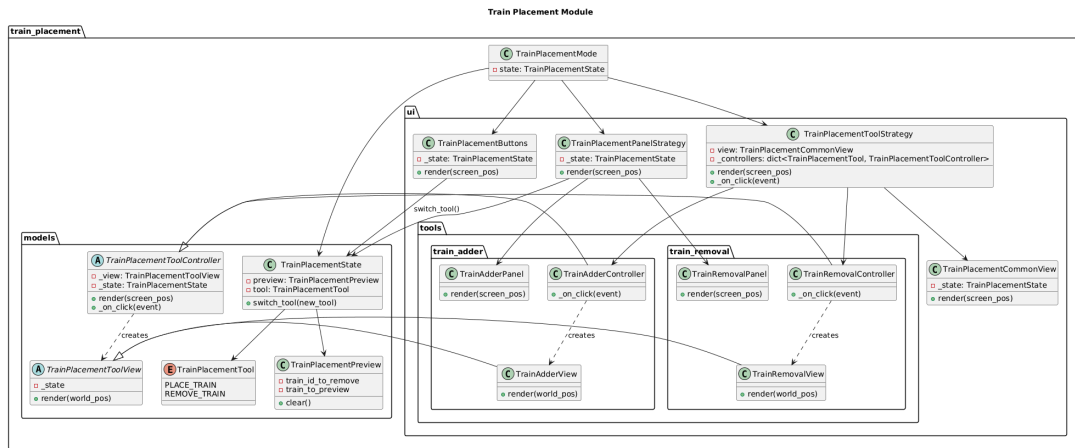 Train Placement Module
train_placement
C TrainPlacementMode
state: TrainPlacementState
ui
C TrainPlacementButtons
_state: TrainPlacementState
render(screen_pos)
C TrainPlacementPanelStrategy
_state: TrainPlacementState
render(screen_pos)
C TrainPlacementToolStrategy
view: TrainPlacementCommonView
_controllers: dict<TrainPlacementTool, TrainPlacementToolController>
render(screen_pos)
_on_click(event)
switch_tool()
models
A TrainPlacementToolController
_view: TrainPlacementToolView
_state: TrainPlacementState
render(screen_pos)
_on_click(event)
C TrainPlacementState
preview: TrainPlacementPreview
tool: TrainPlacementTool
switch_tool(new_tool)
tools
train_adder
C TrainAdderPanel
render(screen_pos)
C TrainAdderController
_on_click(event)
train_removal
C TrainRemovalPanel
render(screen_pos)
C TrainRemovalController
_on_click(event)
C TrainPlacementCommonView
_state: TrainPlacementState
render(screen_pos)
creates
creates
creates
A TrainPlacementToolView
_state
render(world_pos)
E TrainPlacementTool
PLACE_TRAIN
REMOVE_TRAIN
C TrainPlacementPreview
train_id_to_remove
train_to_preview
clear()
C TrainAdderView
render(world_pos)
C TrainRemovalView
render(world_pos)